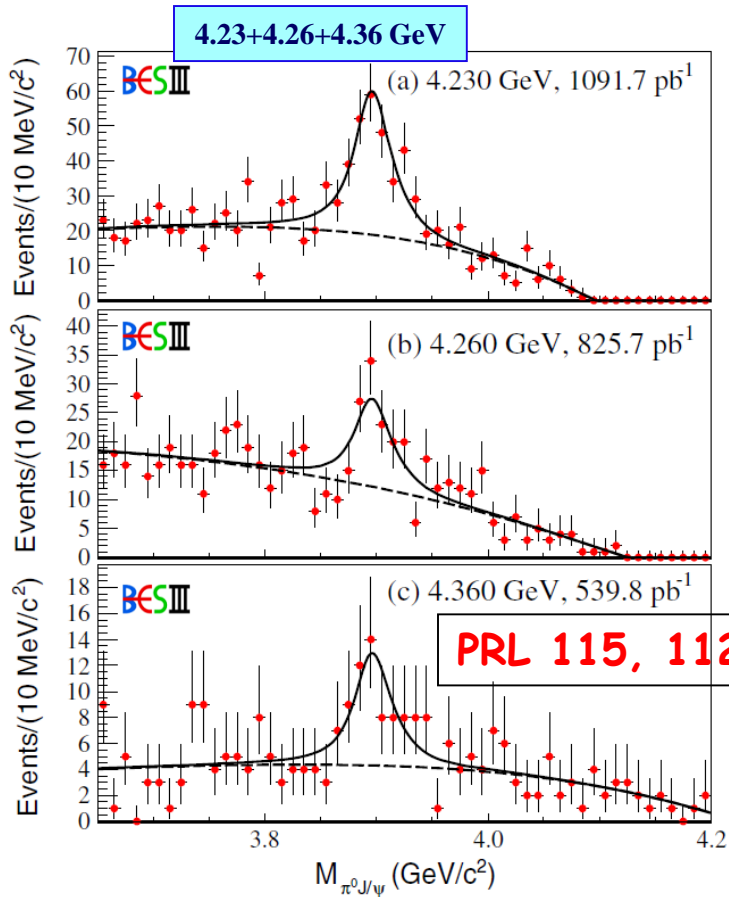 4.23+4.26+4.36 GeV
70
60
50
40
30
20
10
0
Events/(10 MeV/c²)
BESIII
(a) 4.230 GeV, 1091.7 pb⁻¹
40
35
30
25
20
15
10
5
0
Events/(10 MeV/c²)
BESIII
(b) 4.260 GeV, 825.7 pb⁻¹
18
16
14
12
10
8
6
4
2
0
Events/(10 MeV/c²)
BESIII
(c) 4.360 GeV, 539.8 pb⁻¹
PRL 115, 112
3.8 4.0 4.2
M_π⁰J/ψ (GeV/c²)